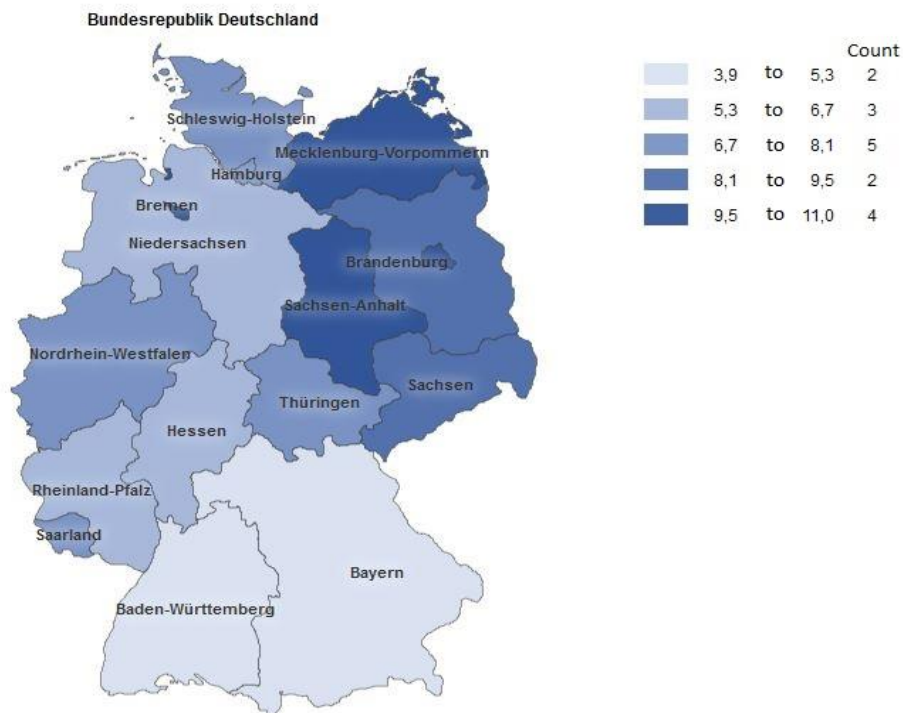 Bundesrepublik Deutschland
Count
3,9 to 5,3 2
5,3 to 6,7 3
6,7 to 8,1 5
8,1 to 9,5 2
9,5 to 11,0 4
Schleswig-Holstein
Mecklenburg-Vorpommern
Hamburg
Bremen
Niedersachsen
Brandenburg
Sachsen-Anhalt
Nordrhein-Westfalen
Sachsen
Thüringen
Hessen
Rheinland-Pfalz
Saarland
Bayern
Baden-Württemberg